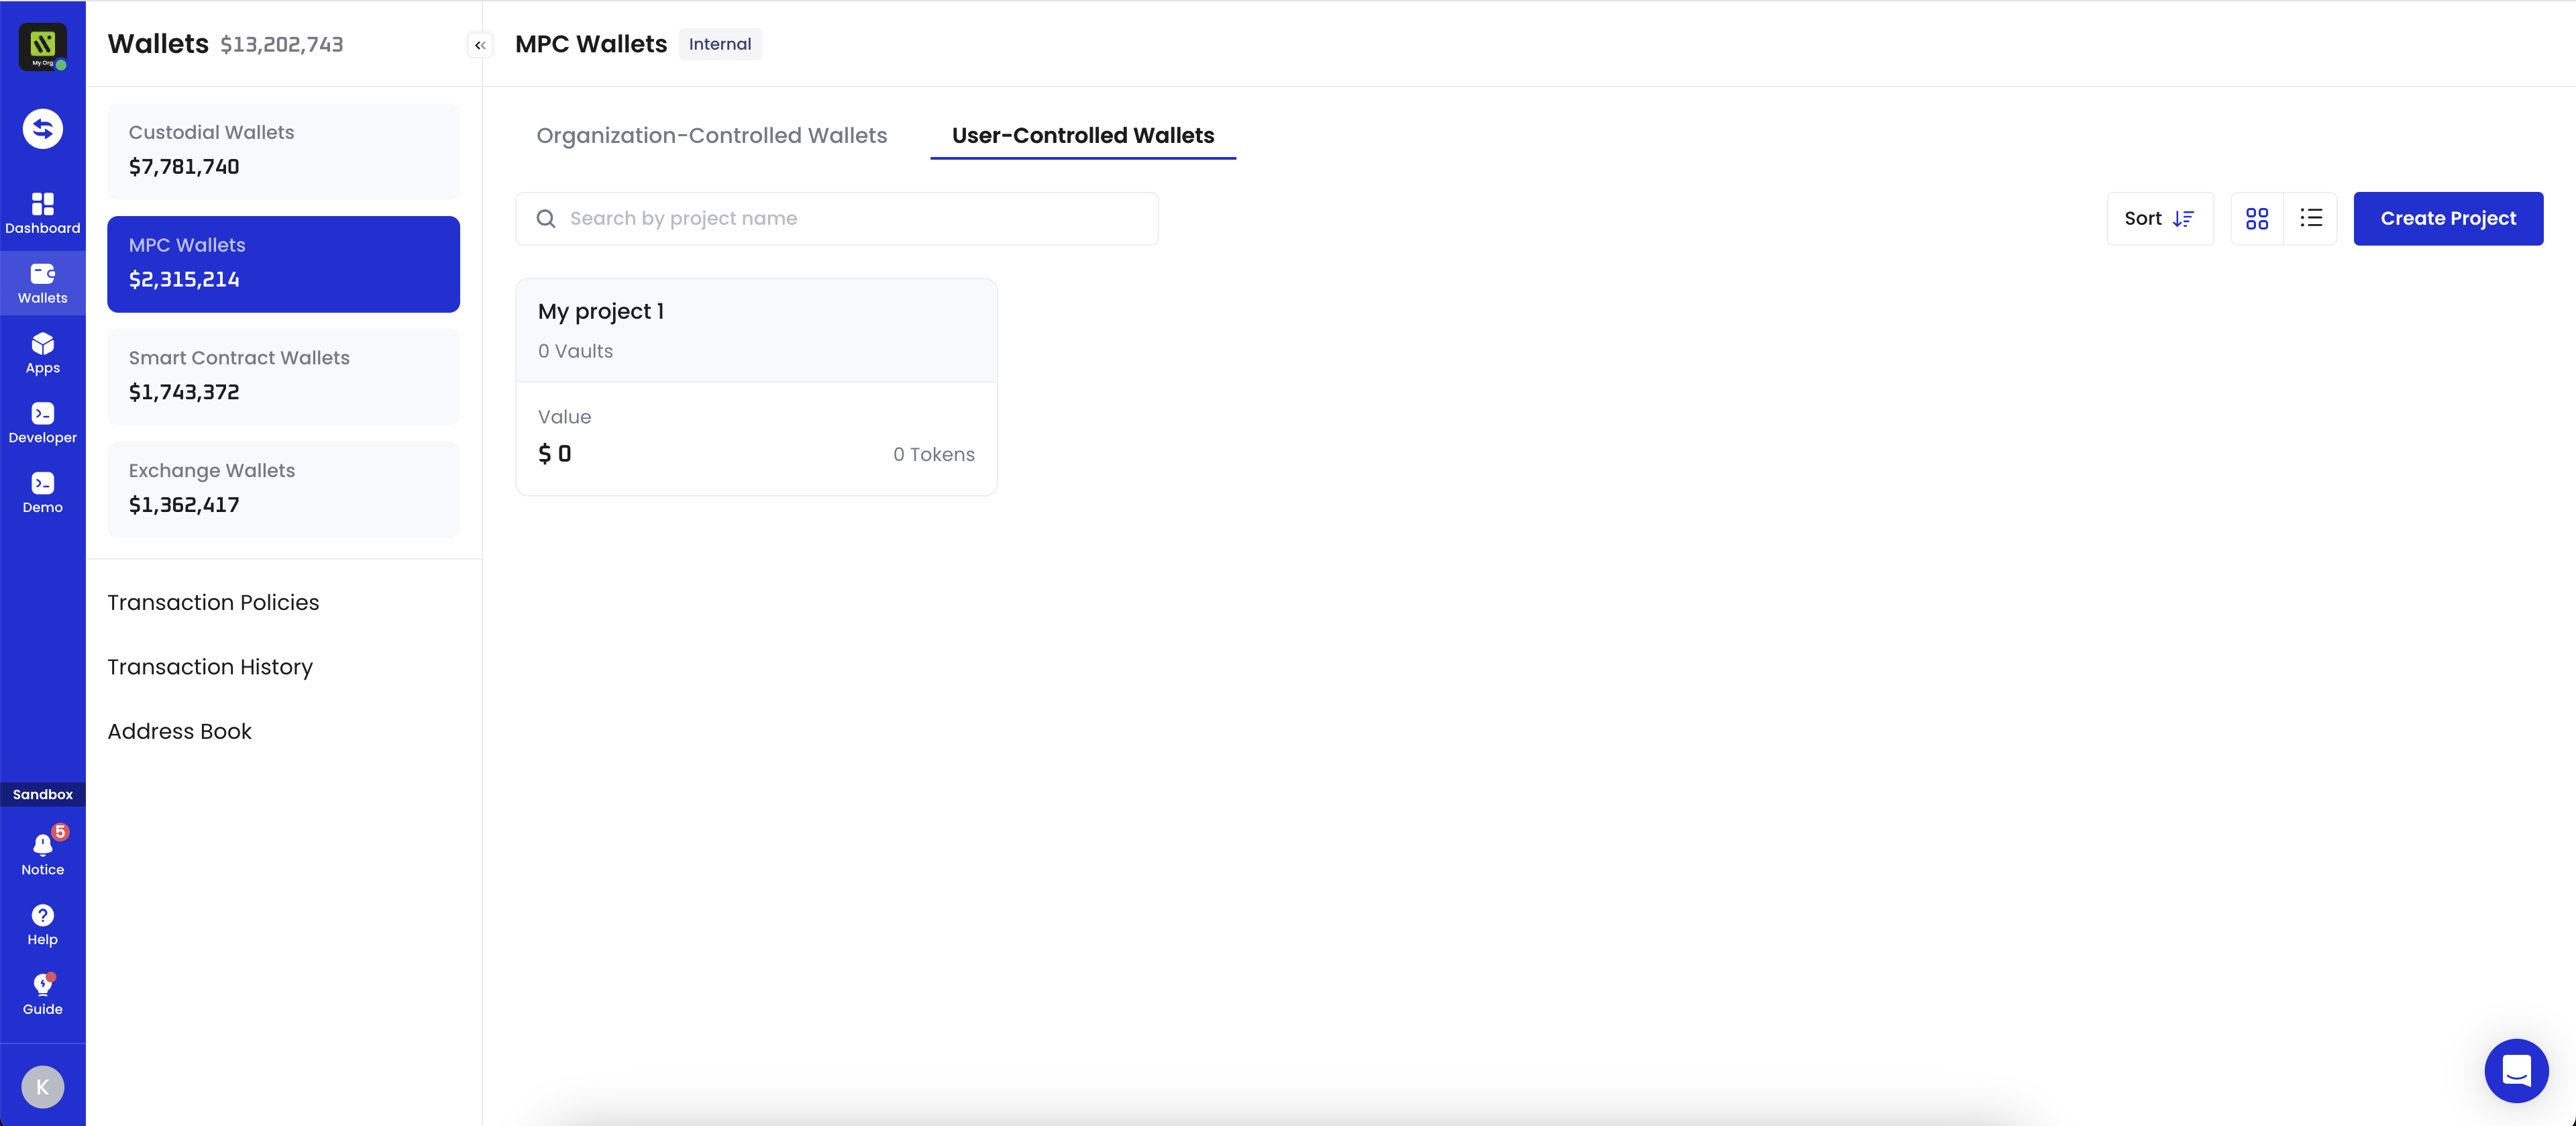 My Org
Dashboard
Wallets
Apps
Developer
Demo
Sandbox
5
Notice
Help
Guide
K
Wallets $13,202,743
Custodial Wallets
$7,781,740
MPC Wallets
$2,315,214
Smart Contract Wallets
$1,743,372
Exchange Wallets
$1,362,417
Transaction Policies
Transaction History
Address Book
MPC Wallets Internal
Organization-Controlled Wallets User-Controlled Wallets
Search by project name Sort Create Project
My project 1
0 Vaults
Value
$ 0 0 Tokens